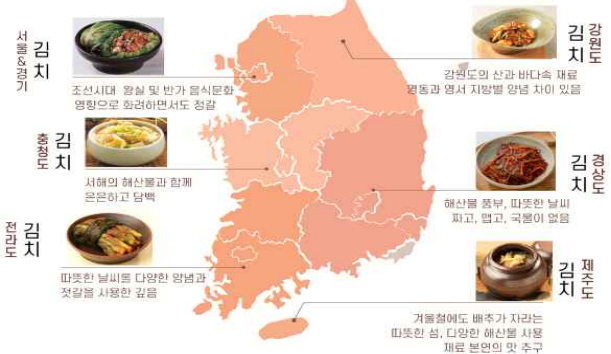 서울&경기
김치
조선시대 왕실 및 반가 음식문화
영향으로 화려하면서도 정갈
강원도
김치
강원도의 산과 바다속 재료
영동과 영서 지방별 양념 차이 있음
충청도
김치
서해의 해산물과 함께
은은하고 담백
경상도
김치
해산물 풍부, 따뜻한 날씨
짜고, 맵고, 국물이 없음
전라도
김치
따뜻한 날씨로 다양한 양념과
젓갈을 사용한 깊음
제주도
김치
겨울철에도 배추가 자라는
따뜻한 섬, 다양한 해산물 사용
재료 본연의 맛 추구